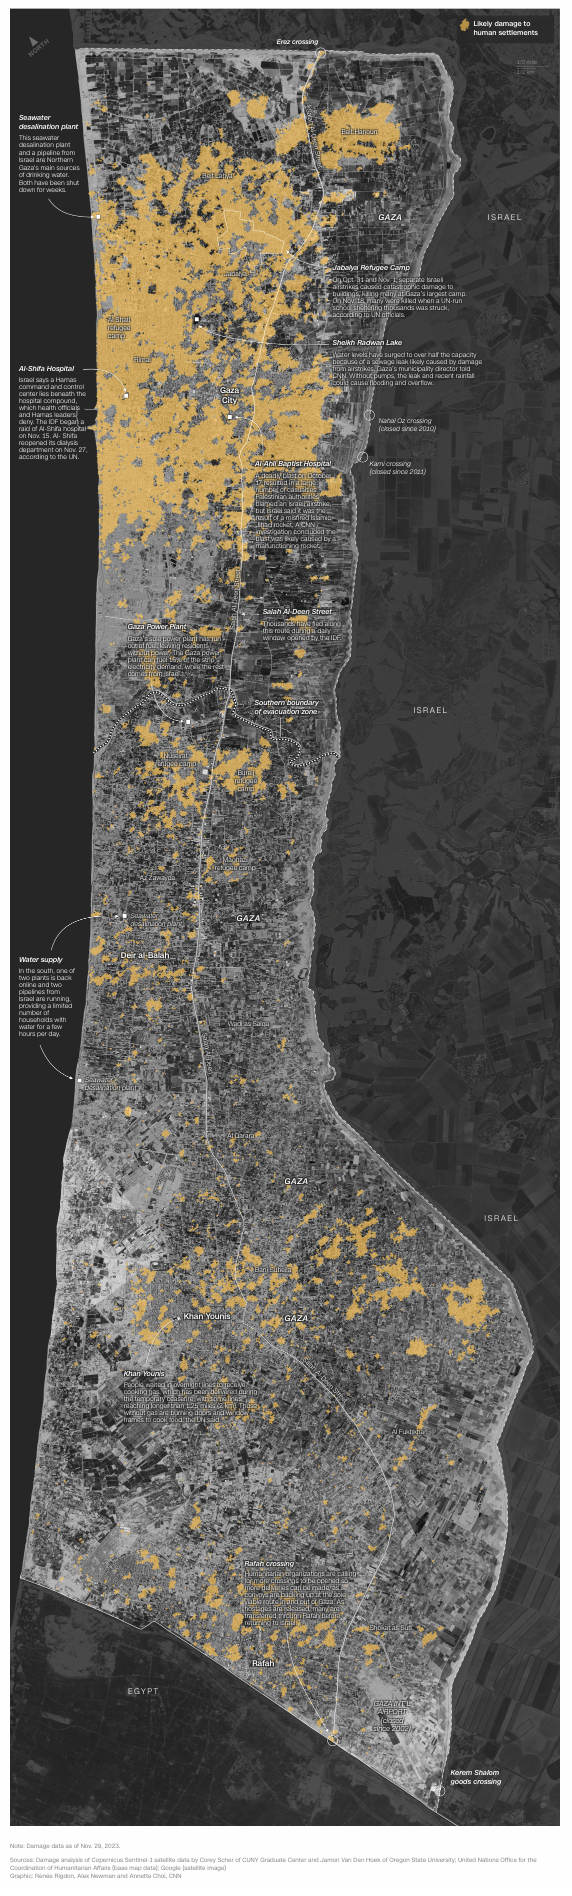 Likely damage to
human settlements
NORTH
Erez crossing
1/2 mile
1/2 km
Seawater
desalination plant
This seawater
desalination plant
and a pipeline from
Israel are Northern
Gaza's main sources
of drinking water.
Both have been shut
down for weeks.
Beit Hanoun
GAZA
ISRAEL
Jabalya Refugee Camp
On Oct. 31 and Nov. 1, separate Israeli
airstrikes caused catastrophic damage to
buildings, killing many at Gaza's largest camp.
On Nov. 18, many were killed when a UN-run
school sheltering thousands was struck,
according to UN officials.
Al-Shati
refugee
camp
Sheikh Radwan Lake
Water levels have surged to over half the capacity
because of a sewage leak likely caused by damage
from airstrikes, Gaza's municipality director told
CNN. Without pumps, the leak and recent rainfall
could cause flooding and overflow.
Rimal
Al-Shifa Hospital
Israel says a Hamas
command and control
center lies beneath the
hospital compound,
which health officials
and Hamas leaders
deny. The IDF began a
raid of Al-Shifa hospital
on Nov. 15. Al- Shifa
reopened its dialysis
department on Nov. 27,
according to the UN.
Gaza
City
Nahal Oz crossing
(closed since 2010)
Karni crossing
(closed since 2011)
Al-Ahli Baptist Hospital
A deadly blast on October
17 resulted in a large
number of casualties.
Palestinian authorities
blamed an Israeli airstrike,
but Israel said it was the
result of a misfired Islamic
Jihad rocket. A CNN
investigation concluded the
blast was likely caused by a
malfunctioning rocket.
Salah Al-Deen Street
Thousands have fled along
this route during a daily
window opened by the IDF.
Gaza Power Plant
Gaza's sole power plant has run
out of fuel, leaving residents
without power. The Gaza power
plant can fuel
of the strip's
electricity demand, while the rest
comes from Israel.
Southern boundary
of evacuation zone
ISRAEL
Nuseirat
refugee camp
Bureij
refugee
camp
Maghazi
refugee camp
Az Zawayda
Seawater
desalination plant
GAZA
Deir al-Balah
Water supply
In the south, one of
two plants is back
online and two
pipelines from
Israel are running,
providing a limited
number of
households with
water for a few
hours per day.
Wadi as Salqa
Seawater
desalination plant
Al Qarara
GAZA
ISRAEL
Bani Suheila
Khan Younis
GAZA
Khan Younis
People waited in overnight lines to receive
cooking gas, which has been delivered during
the temporary ceasefire, with some lines
reaching longer than 1.25 miles (2 km). Those
without gas are burning doors and window
frames to cook food, the UN said.
Al Fukhkhari
Rafah crossing
Humanitarian organizations are calling
for more crossings to be opened so
more deliveries can be made, as
convoys are backing up at the sole
viable route in and out of Gaza. As
hostages are released, many are
transferred through Rafah before
returning to Israel.
Shokat as Sufi
Rafah
EGYPT
GAZA INT'L
AIRPORT
(closed
since 2002)
Kerem Shalom
goods crossing
Note: Damage data as of Nov. 29, 2023.
Sources: Damage analysis of Copernicus Sentinel-1 satellite data by Corey Scher of CUNY Graduate Center and Jamon Van Den Hoek of Oregon State University; United Nations Office for the
Coordination of Humanitarian Affairs (base map data); Google (satellite image)
Graphic: Renée Rigdon, Alex Newman and Annette Choi, CNN